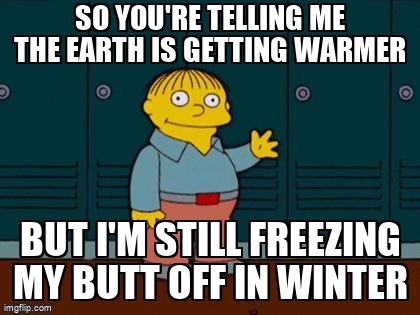 SO YOU'RE TELLING ME
THE EARTH IS GETTING WARMER
BUT I'M STILL FREEZING
MY BUTT OFF IN WINTER
imgflip.com